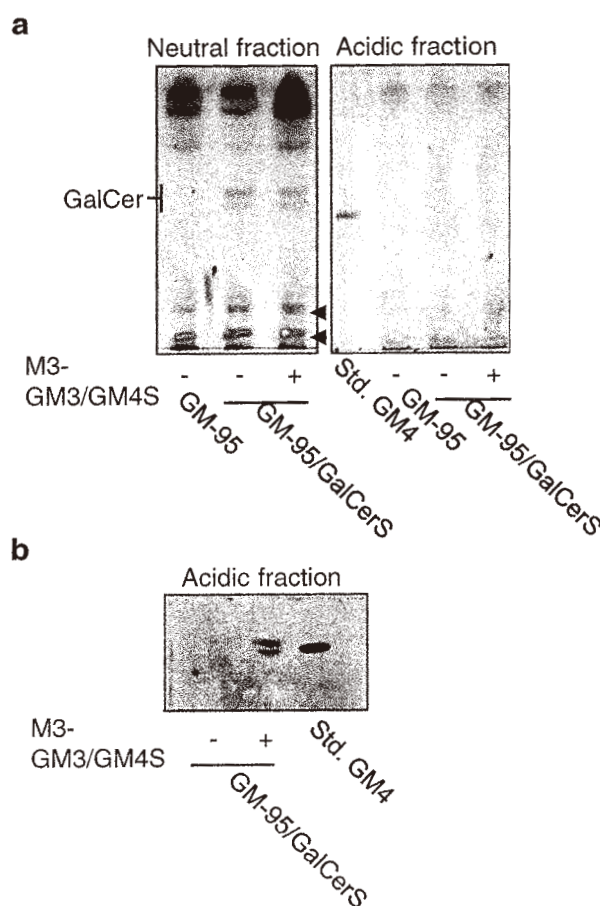 a
Neutral fraction Acidic fraction
GalCer
M3-
GM3/GM4S
- - + - - +
GM-95
GM-95/GalCerS
Std. GM4
GM-95
GM-95/GalCerS
b
Acidic fraction
M3-
GM3/GM4S
- +
GM-95/GalCerS
Std. GM4